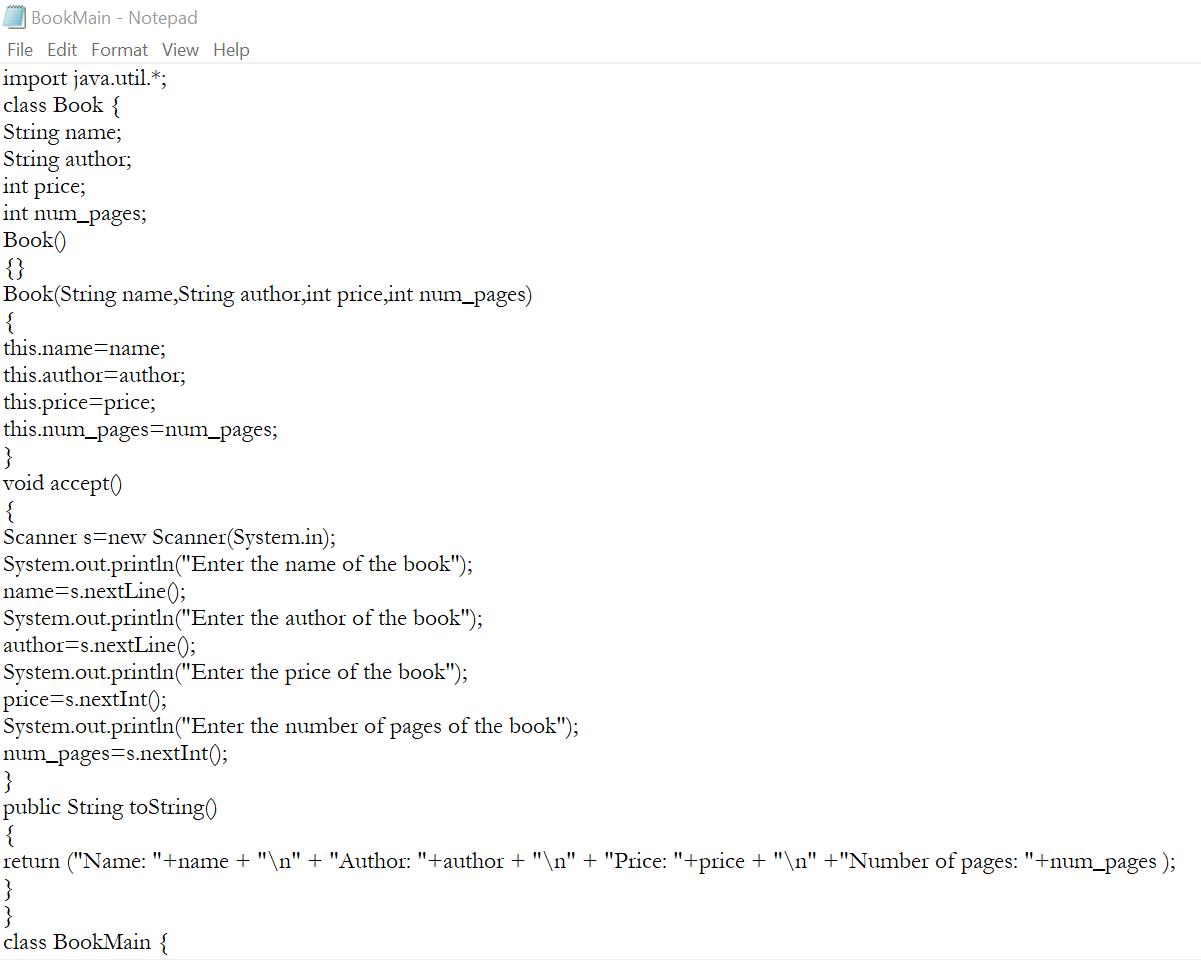 BookMain - Notepad
File Edit Format View Help
import java.util.*;
class Book {
String name;
String author;
int price;
int num_pages;
Book()
{}
Book(String name,String author,int price,int num_pages)
{
this.name=name;
this.author=author;
this.price=price;
this.num_pages=num_pages;
}
void accept()
{
Scanner s=new Scanner(System.in);
System.out.println("Enter the name of the book");
name=s.nextLine();
System.out.println("Enter the author of the book");
author=s.nextLine();
System.out.println("Enter the price of the book");
price=s.nextInt();
System.out.println("Enter the number of pages of the book");
num_pages=s.nextInt();
}
public String toString()
{
return ("Name: "+name + "\n" + "Author: "+author + "\n" + "Price: "+price + "\n" +"Number of pages: "+num_pages );
}
}
class BookMain {